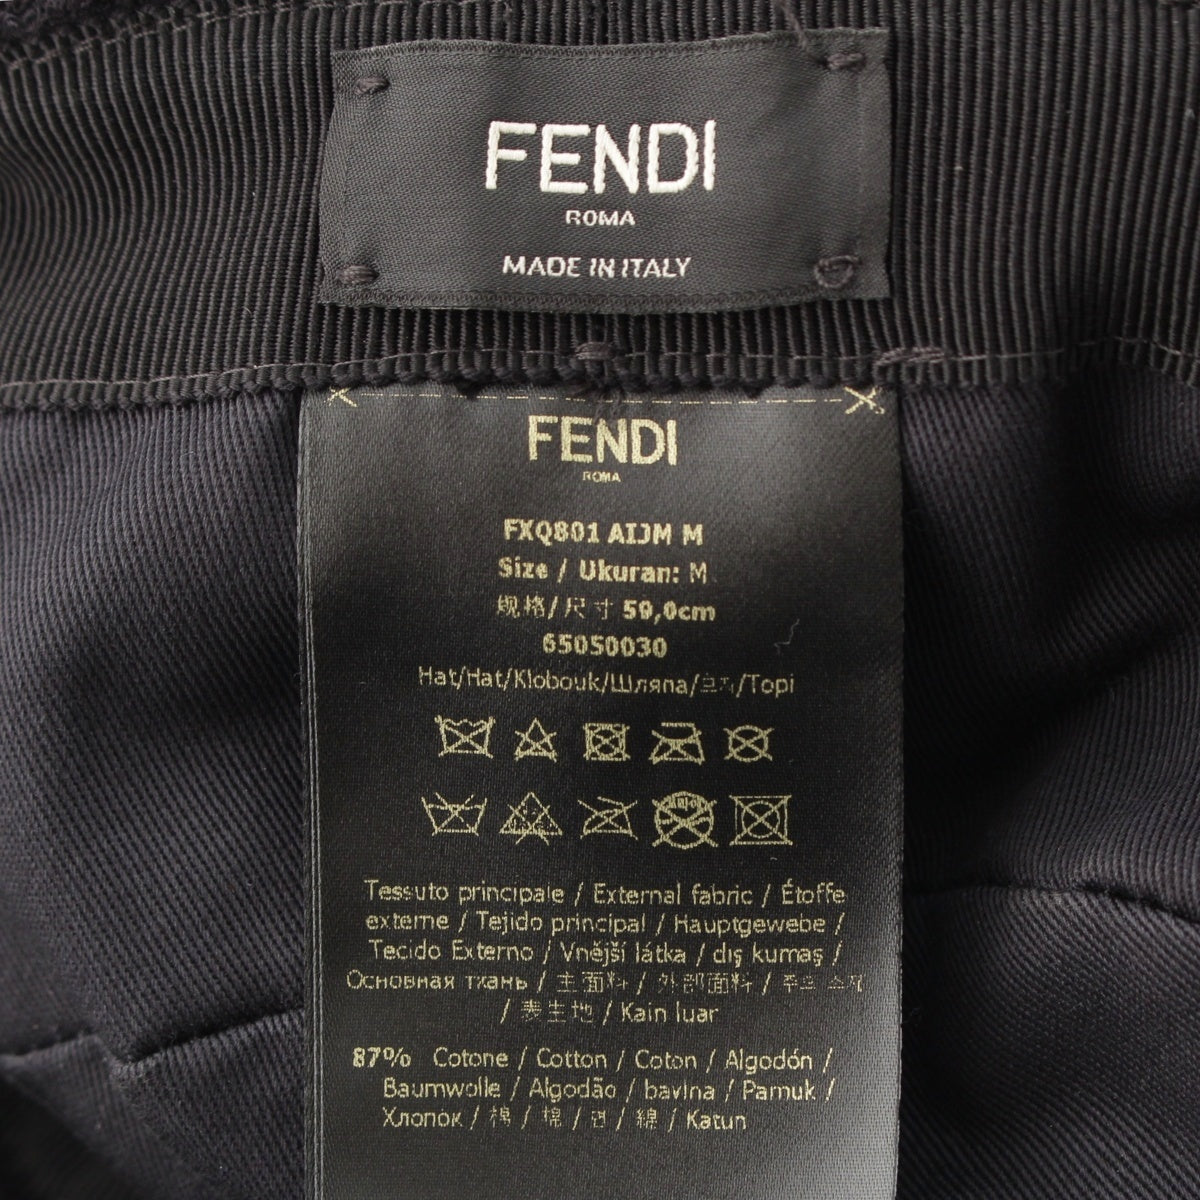 FENDI
ROMA
MADE IN ITALY
FENDI
ROMA
FXQ801 AIJM M
Size / Ukuran: M
规格/尺寸 59,0cm
65050030
Hat/Hat/Klobouk/Шляпа/모자/Topi
Tessuto principale / External fabric / Étoffe
externe / Tejido principal / Hauptgewebe /
Tecido Externo / Vnější látka / dış kumaş /
Основная ткань / 主面料 / 外部面料 / 주요 소재
/ 表生地 / Kain luar
87% Cotone / Cotton / Coton / Algodón /
Baumwolle / Algodão / bavlna / Pamuk /
Хлопок / 棉 / 棉 / 면 / 綿 / Katun